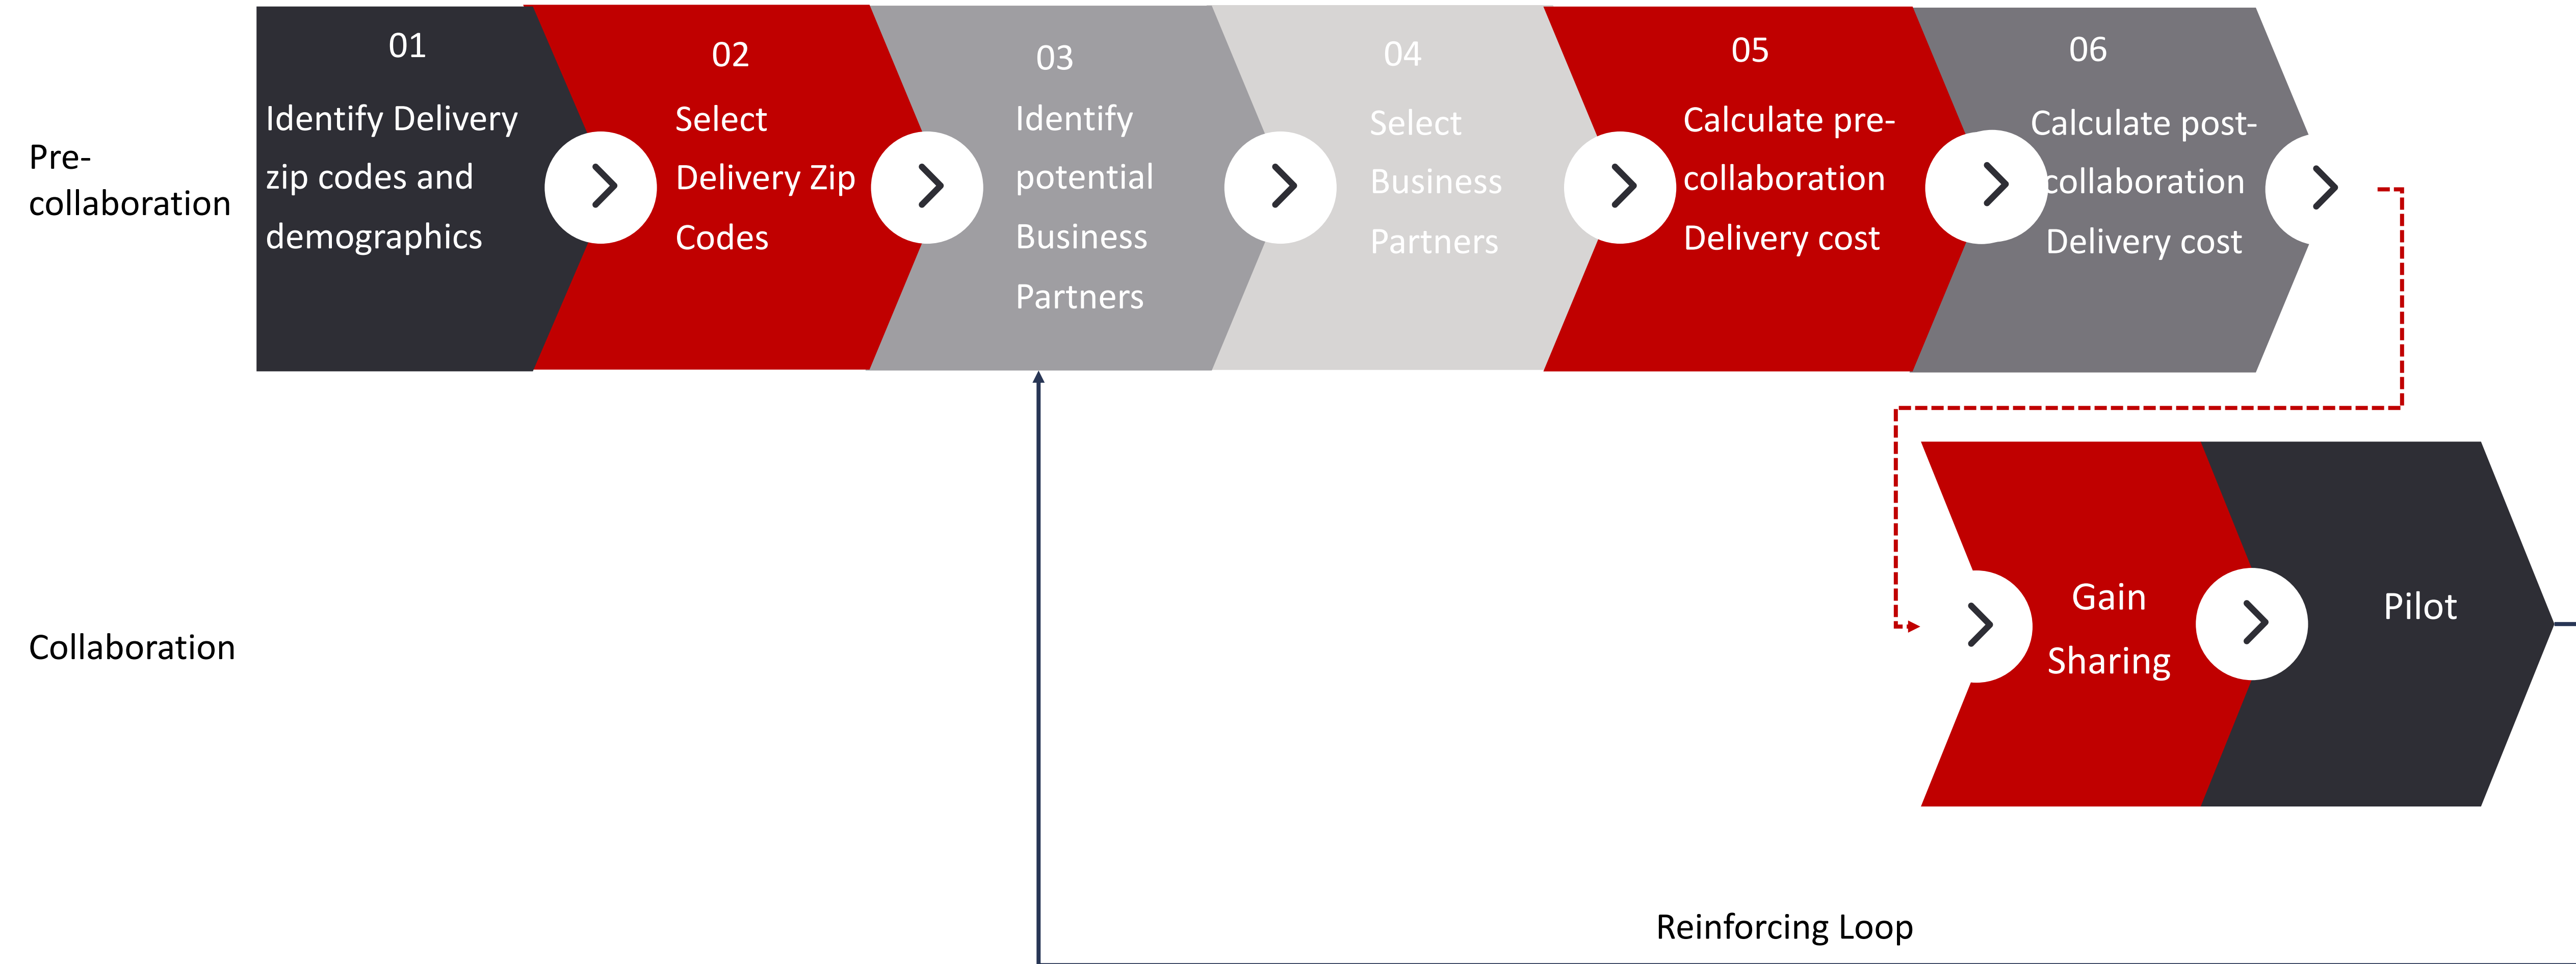 Pre-
collaboration
01
Identify Delivery
zip codes and
demographics
02
Select
Delivery Zip
Codes
03
Identify
potential
Business
Partners
04
Select
Business
Partners
05
Calculate pre-
collaboration
Delivery cost
06
Calculate post-
collaboration
Delivery cost
Collaboration
Gain
Sharing
Pilot
Reinforcing Loop